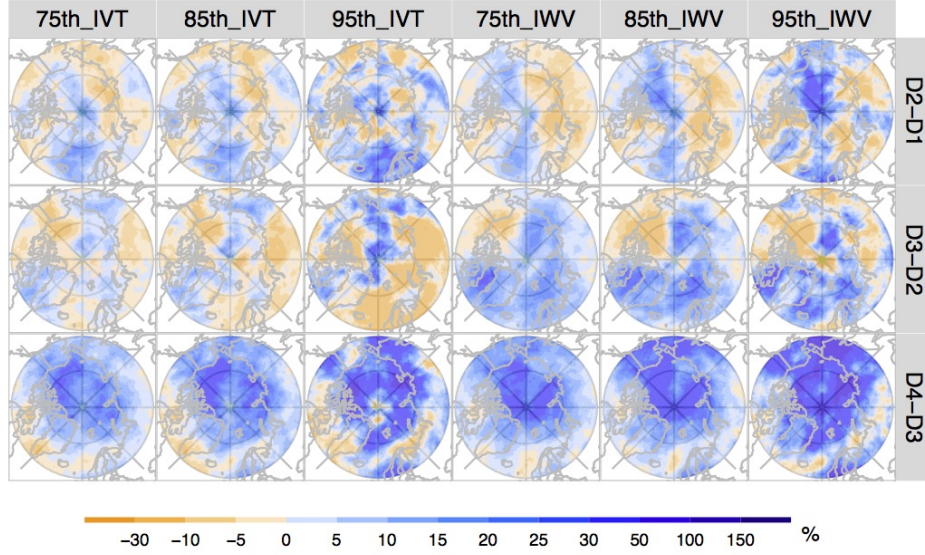 75th_IVT 85th_IVT 95th_IVT 75th_IWV 85th_IWV 95th_IWV
D2−D1
D3−D2
D4−D3
−30 −10 −5 0 5 10 15 20 25 30 50 100 150 %